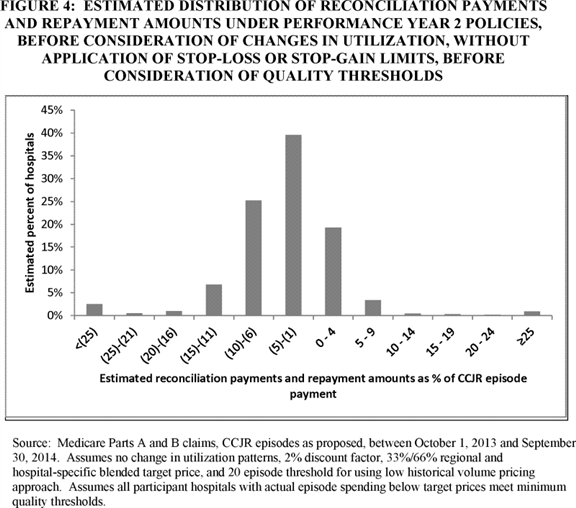 FIGURE 4: ESTIMATED DISTRIBUTION OF RECONCILIATION PAYMENTS
AND REPAYMENT AMOUNTS UNDER PERFORMANCE YEAR 2 POLICIES,
BEFORE CONSIDERATION OF CHANGES IN UTILIZATION, WITHOUT
APPLICATION OF STOP-LOSS OR STOP-GAIN LIMITS, BEFORE
CONSIDERATION OF QUALITY THRESHOLDS
45%
40%
35%
30%
25%
20%
15%
10%
5%
0%
Estimated percent of hospitals
<(25)
(25)-(21)
(20)-(16)
(15)-(11)
(10)-(6)
(5)-(1)
0 - 4
5 - 9
10 - 14
15 - 19
20 - 24
≥25
Estimated reconciliation payments and repayment amounts as % of CCJR episode
payment
Source: Medicare Parts A and B claims, CCJR episodes as proposed, between October 1, 2013 and September
30, 2014. Assumes no change in utilization patterns, 2% discount factor, 33%/66% regional and
hospital-specific blended target price, and 20 episode threshold for using low historical volume pricing
approach. Assumes all participant hospitals with actual episode spending below target prices meet minimum
quality thresholds.